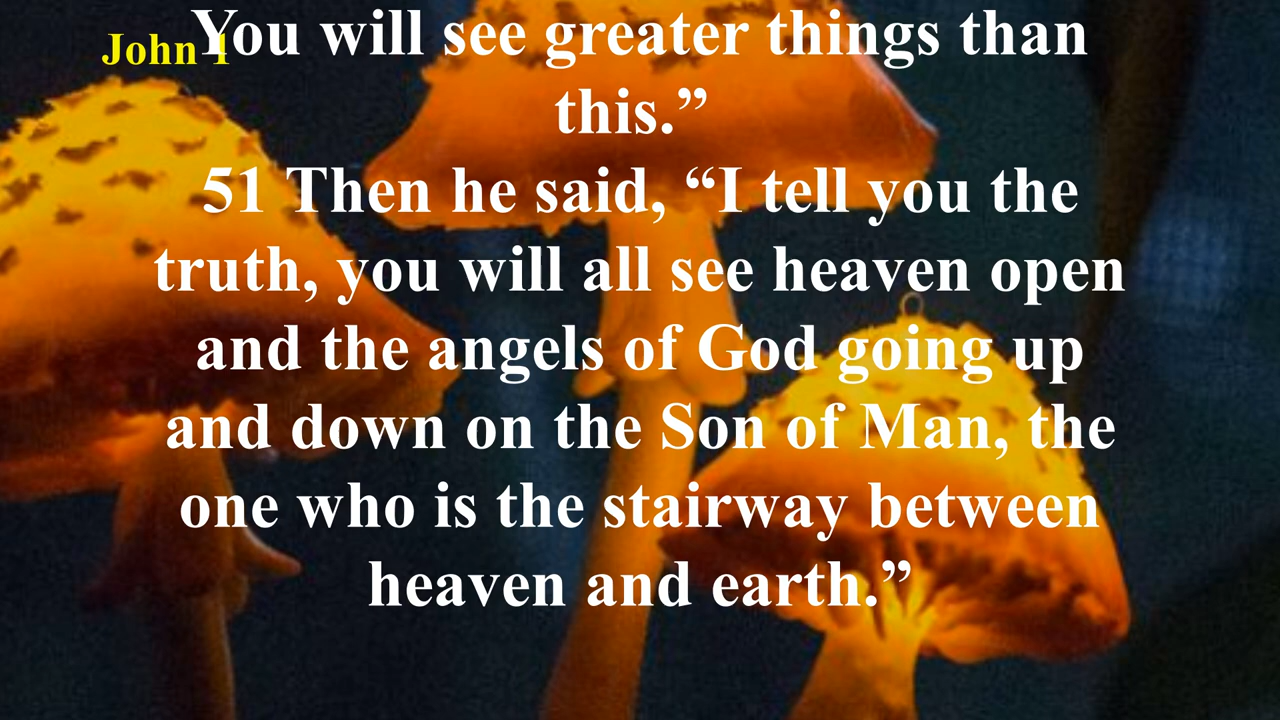 John 1
You will see greater things than
this.”
51 Then he said, “I tell you the
truth, you will all see heaven open
and the angels of God going up
and down on the Son of Man, the
one who is the stairway between
heaven and earth.”